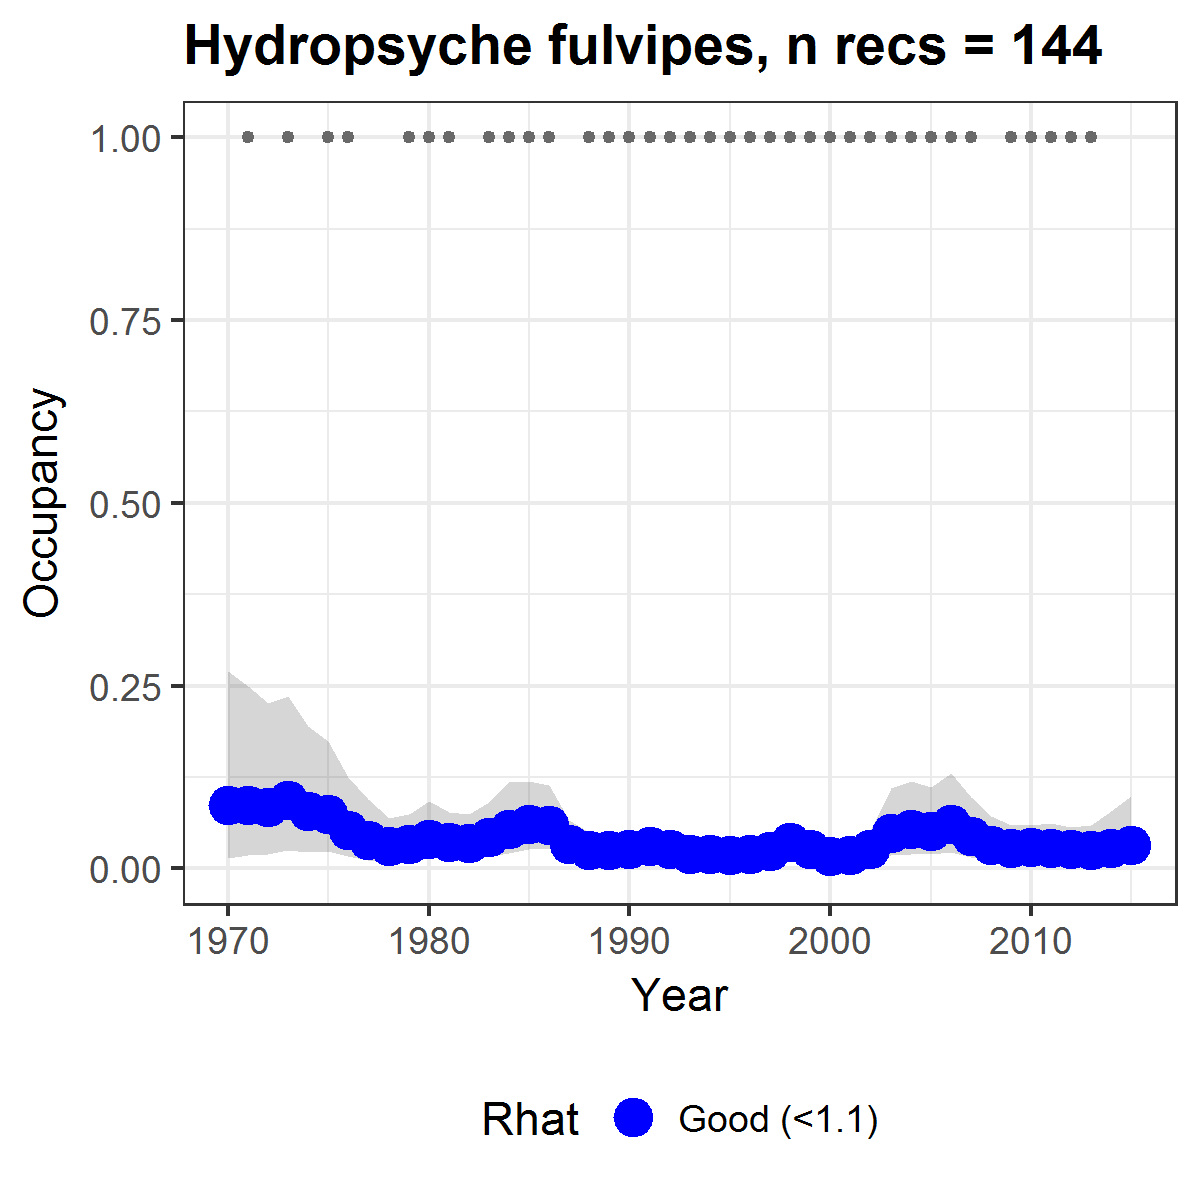 Hydropsyche fulvipes, n recs = 144
1.00
0.75
0.50
0.25
0.00
Occupancy
1970 1980 1990 2000 2010
Year
Rhat Good (<1.1)